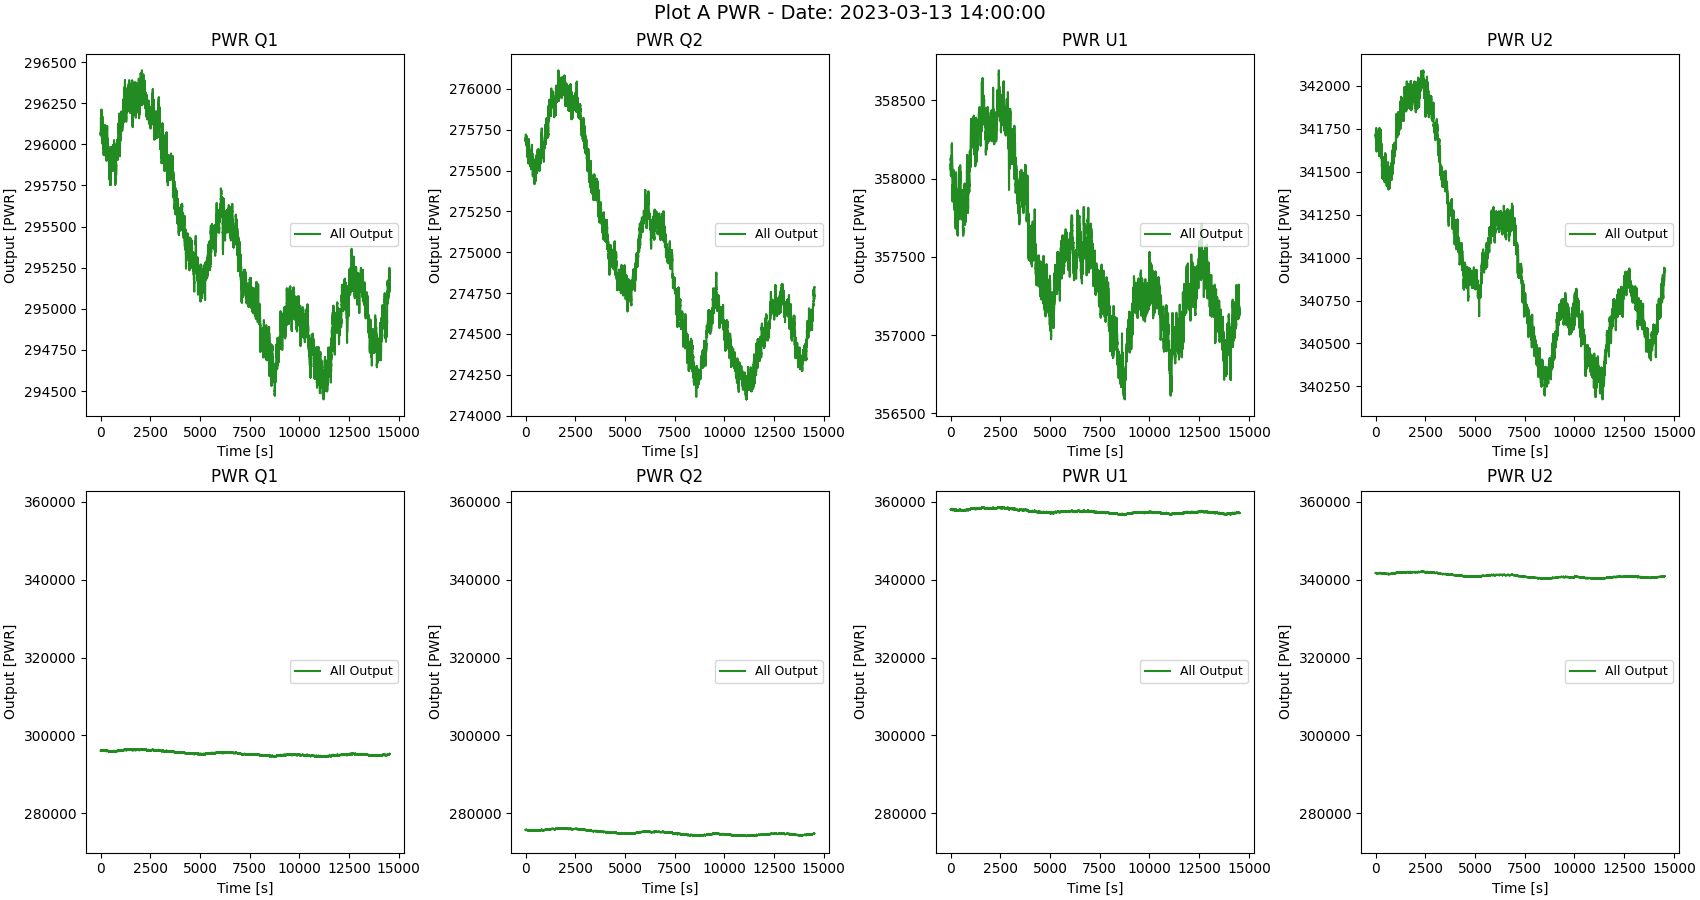 Plot A PWR - Date: 2023-03-13 14:00:00
PWR Q1
Output [PWR]
296500
296250
296000
295750
295500
295250
295000
294750
294500
All Output
0 2500 5000 7500 10000 12500 15000
Time [s]
PWR Q2
Output [PWR]
276000
275750
275500
275250
275000
274750
274500
274250
274000
All Output
0 2500 5000 7500 10000 12500 15000
Time [s]
PWR U1
Output [PWR]
358500
358000
357500
357000
356500
All Output
0 2500 5000 7500 10000 12500 15000
Time [s]
PWR U2
Output [PWR]
342000
341750
341500
341250
341000
340750
340500
340250
All Output
0 2500 5000 7500 10000 12500 15000
Time [s]
PWR Q1
Output [PWR]
360000
340000
320000
300000
280000
All Output
0 2500 5000 7500 10000 12500 15000
Time [s]
PWR Q2
Output [PWR]
360000
340000
320000
300000
280000
All Output
0 2500 5000 7500 10000 12500 15000
Time [s]
PWR U1
Output [PWR]
360000
340000
320000
300000
280000
All Output
0 2500 5000 7500 10000 12500 15000
Time [s]
PWR U2
Output [PWR]
360000
340000
320000
300000
280000
All Output
0 2500 5000 7500 10000 12500 15000
Time [s]